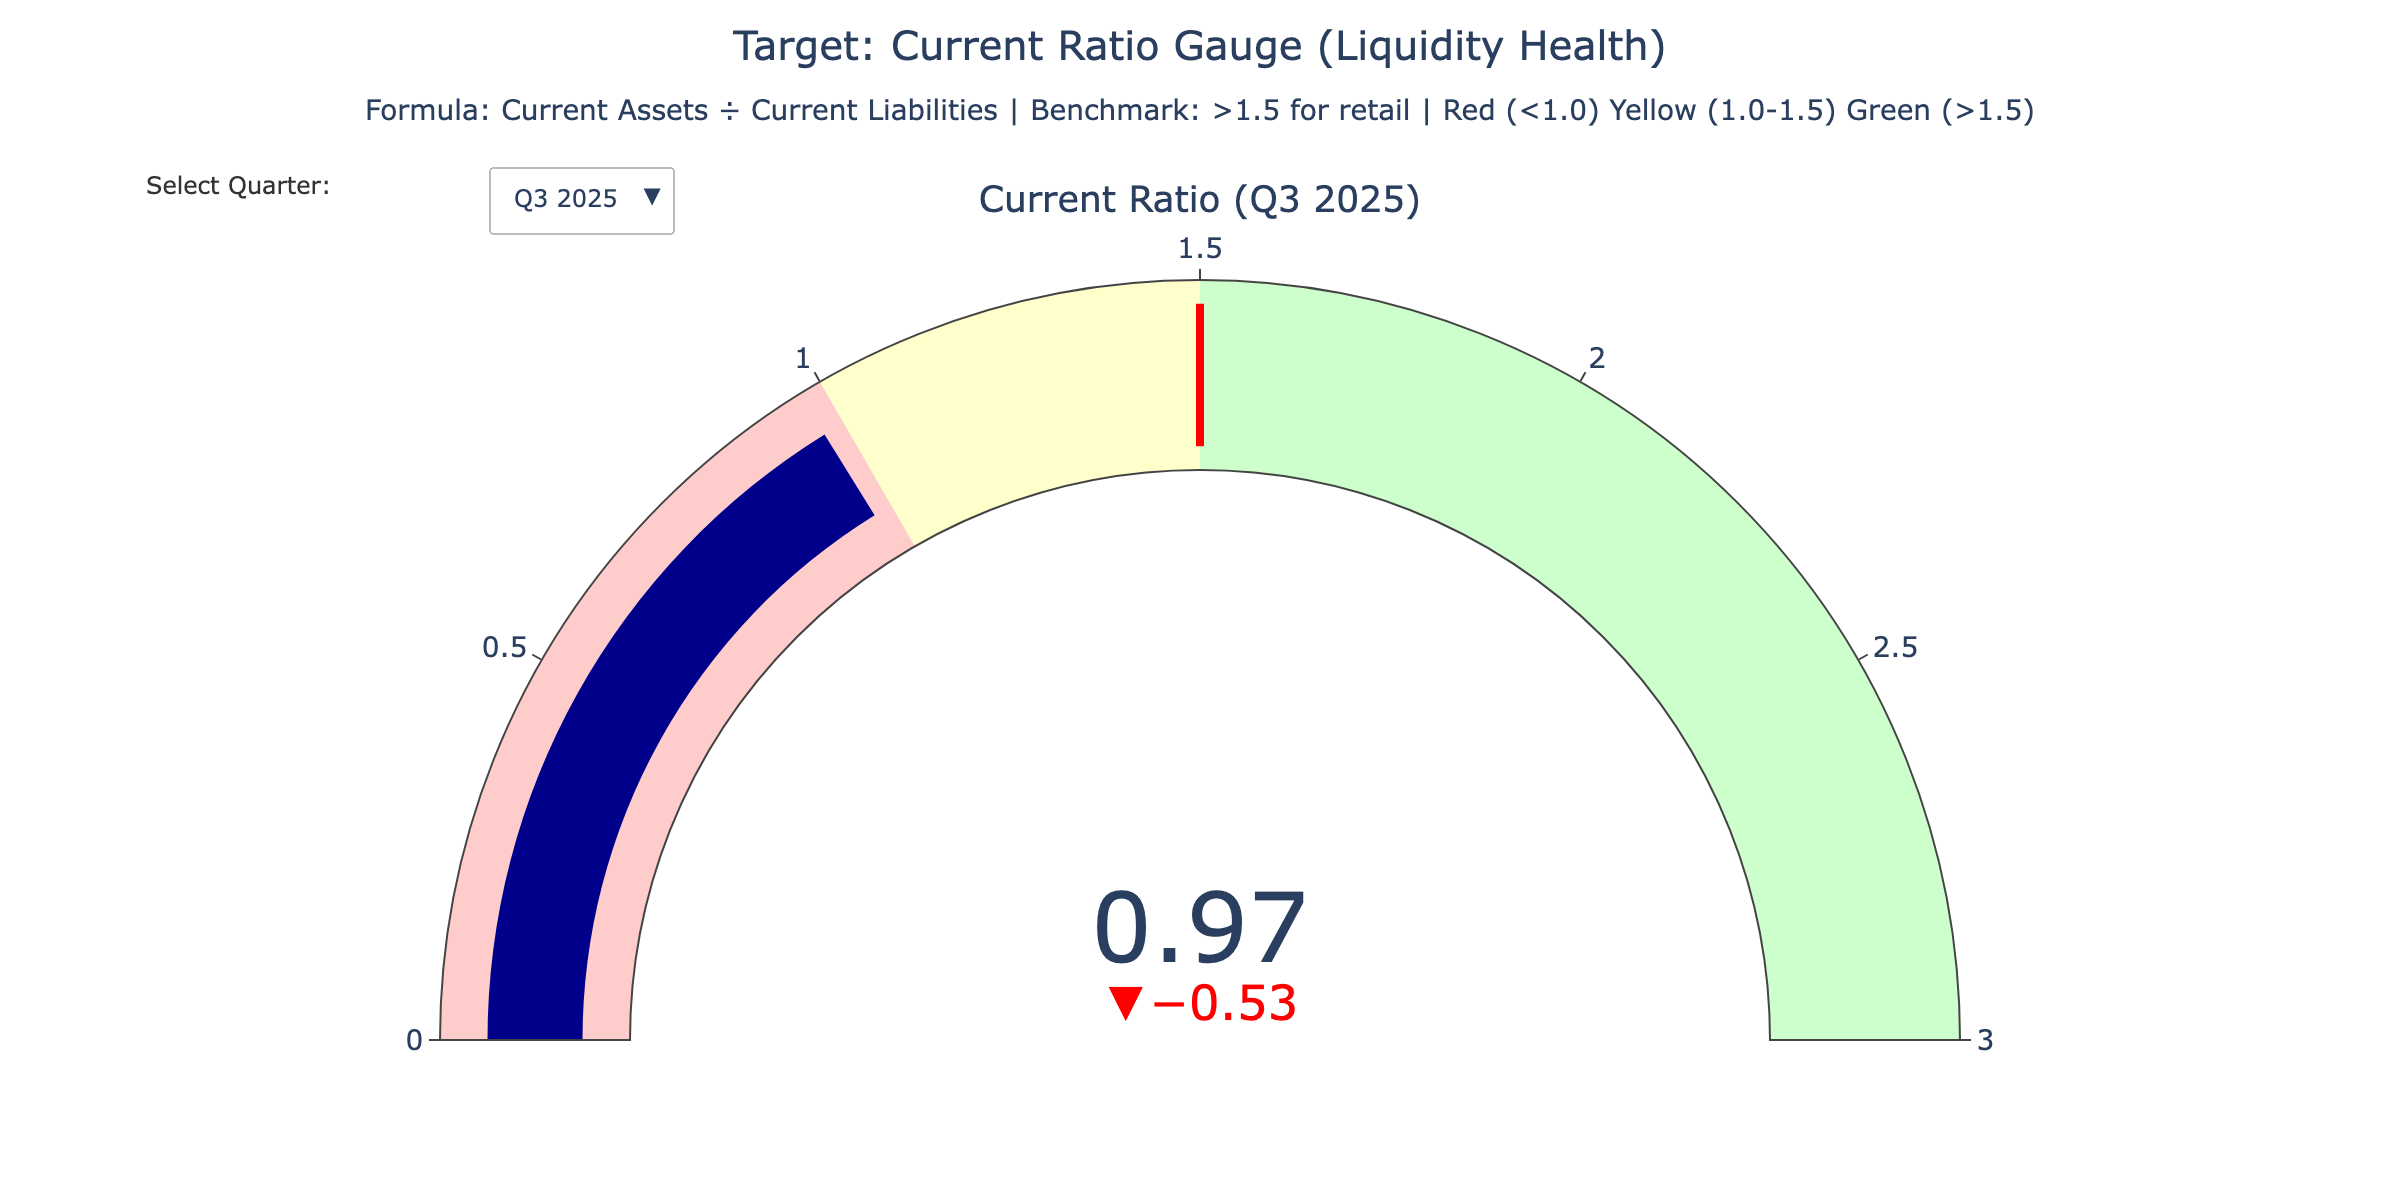 Target: Current Ratio Gauge (Liquidity Health)
Formula: Current Assets ÷ Current Liabilities | Benchmark: >1.5 for retail | Red (<1.0) Yellow (1.0-1.5) Green (>1.5)
Select Quarter:
Q3 2025 ▼
Current Ratio (Q3 2025)
1.5
1
2
0.5
2.5
0.97
▼−0.53
0
3